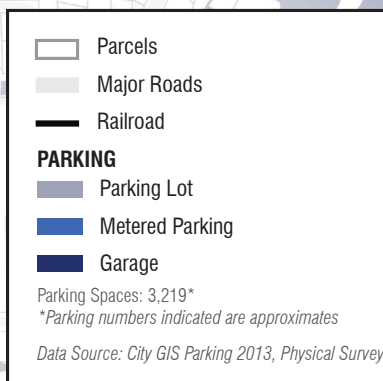 Parcels
Major Roads
Railroad
PARKING
Parking Lot
Metered Parking
Garage
Parking Spaces: 3,219*
*Parking numbers indicated are approximates
Data Source: City GIS Parking 2013, Physical Survey